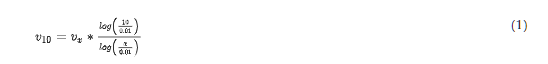 v₁₀ = vₓ * log(10/0.01) / log(x/0.01) (1)